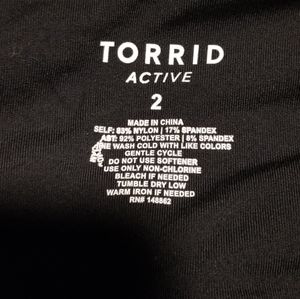 TORRID
ACTIVE
2
MADE IN CHINA
SELF: 83% NYLON | 17% SPANDEX
AST: 92% POLYESTER | 8% SPANDEX
NE WASH COLD WITH LIKE COLORS
GENTLE CYCLE
DO NOT USE SOFTENER
USE ONLY NON-CHLORINE
BLEACH IF NEEDED
TUMBLE DRY LOW
WARM IRON IF NEEDED
RN# 148862